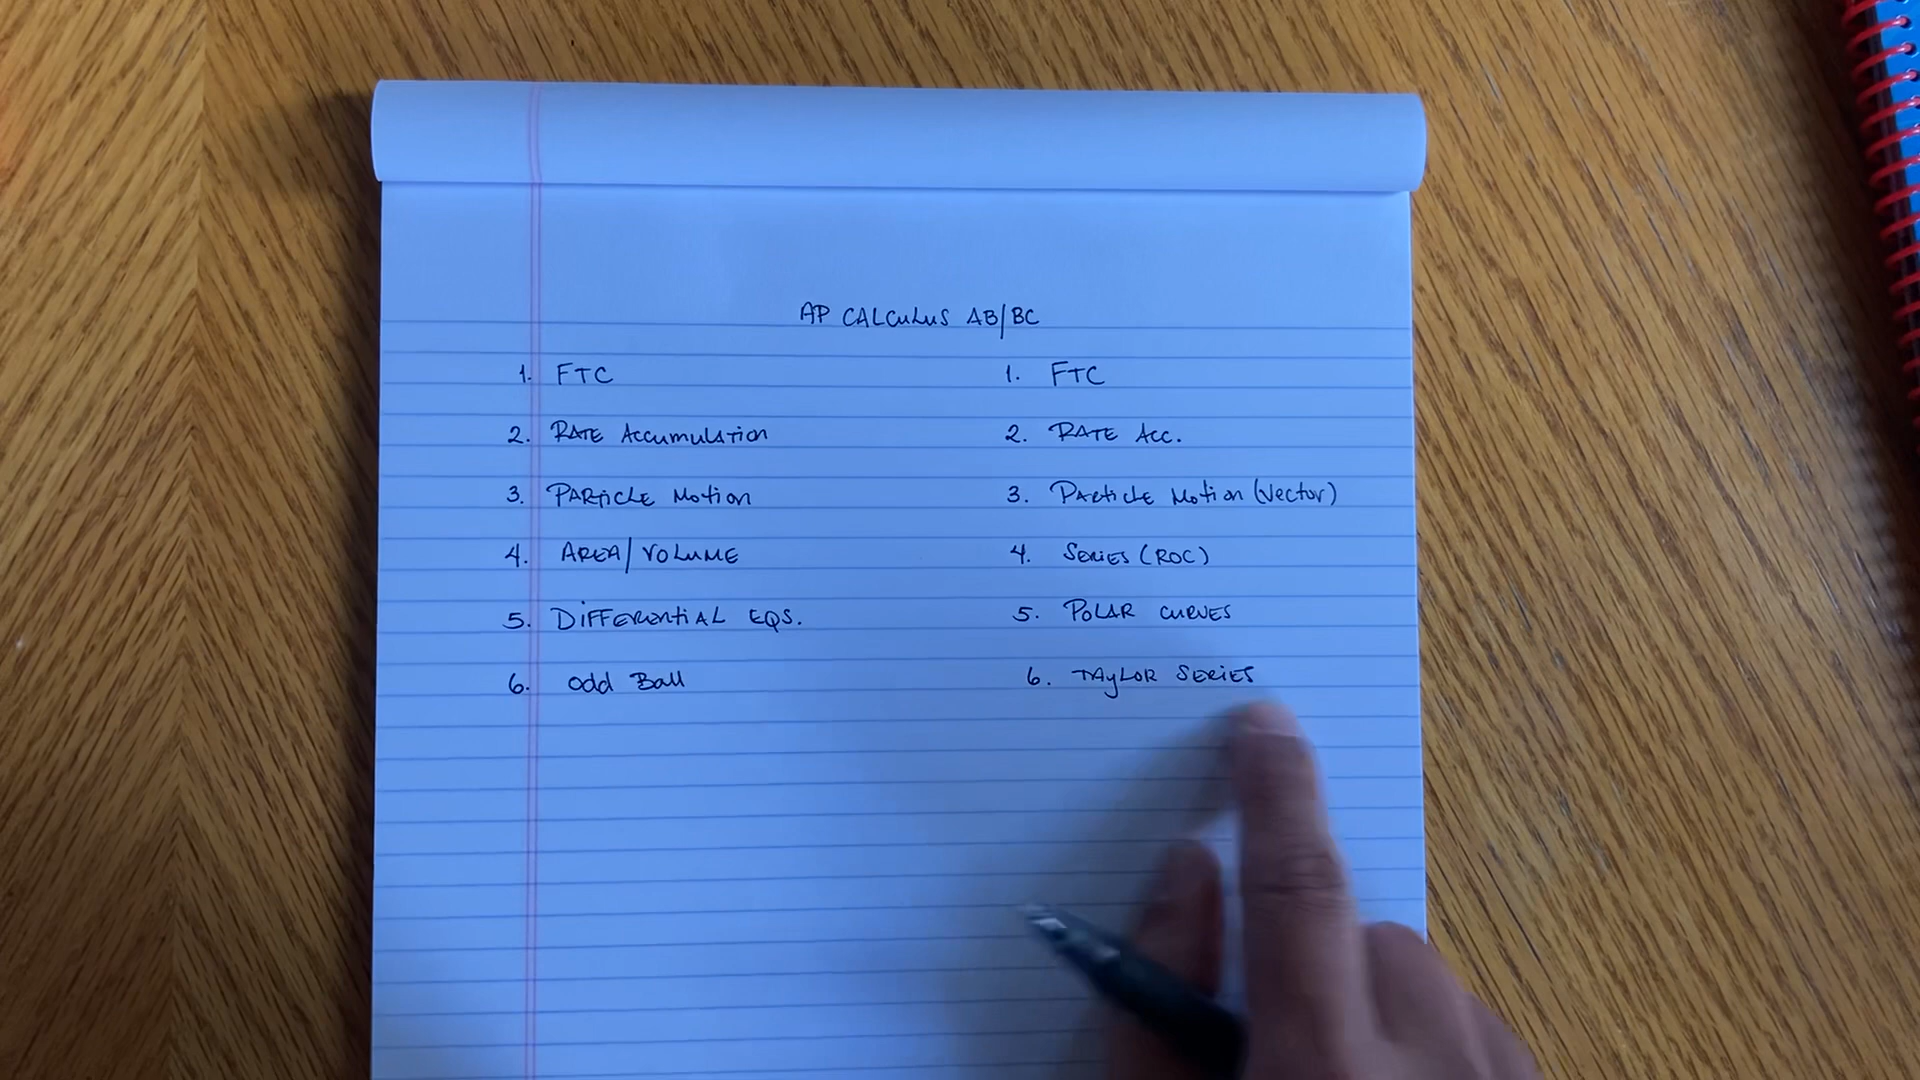 AP CALCULUS AB/BC
1. FTC
2. RATE Accumulation
3. PARTICLE Motion
4. AREA/VOLUME
5. DIFFERENTIAL EQS.
6. Odd Ball
1. FTC
2. RATE Acc.
3. Particle Motion (Vector)
4. SERIES (ROC)
5. POLAR CURVES
6. TAYLOR SERIES